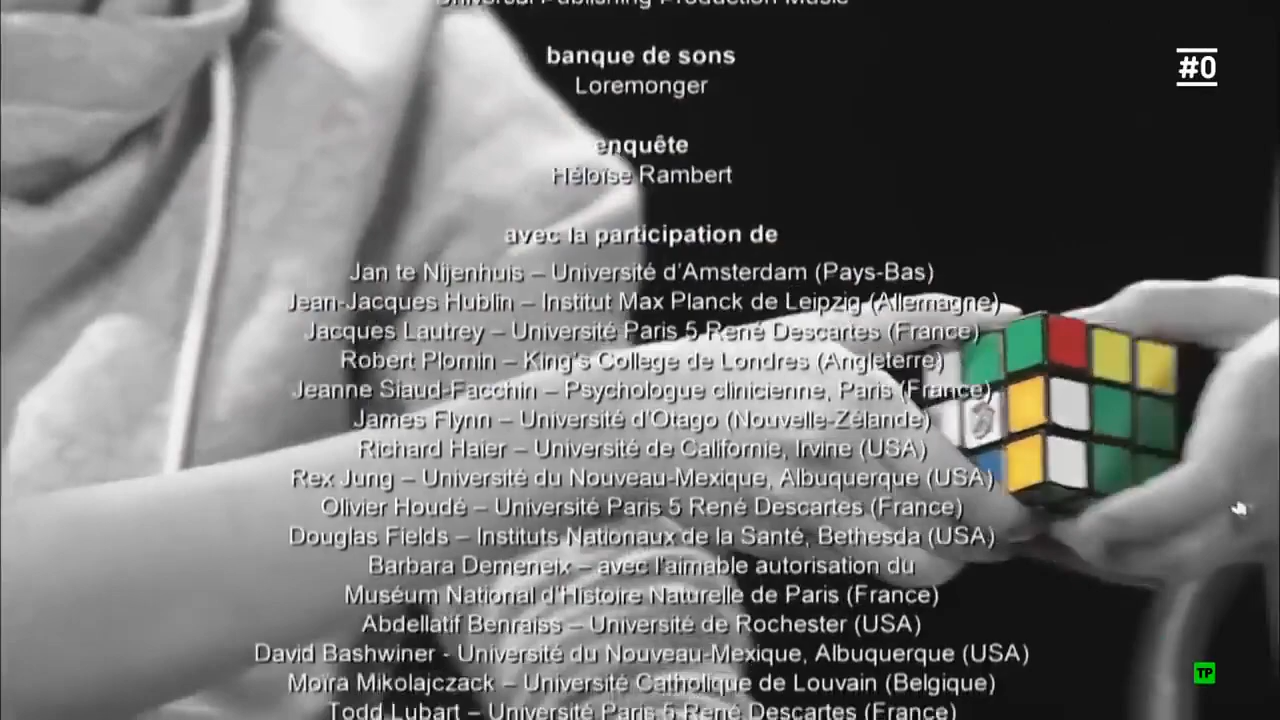 Universal Publishing Production Music
banque de sons
Loremonger
enquête
Héloïse Rambert
avec la participation de
Jan te Nijenhuis – Université d'Amsterdam (Pays-Bas)
Jean-Jacques Hublin – Institut Max Planck de Leipzig (Allemagne)
Jacques Lautrey – Université Paris 5 René Descartes (France)
Robert Plomin – King's College de Londres (Angleterre)
Jeanne Siaud-Facchin – Psychologue clinicienne, Paris (France)
James Flynn – Université d'Otago (Nouvelle-Zélande)
Richard Haier – Université de Californie, Irvine (USA)
Rex Jung – Université du Nouveau-Mexique, Albuquerque (USA)
Olivier Houdé – Université Paris 5 René Descartes (France)
Douglas Fields – Instituts Nationaux de la Santé, Bethesda (USA)
Barbara Demeneix – avec l'aimable autorisation du
Muséum National d'Histoire Naturelle de Paris (France)
Abdellatif Benraiss – Université de Rochester (USA)
David Bashwiner - Université du Nouveau-Mexique, Albuquerque (USA)
Moïra Mikolajczack – Université Catholique de Louvain (Belgique)
Todd Lubart – Université Paris 5 René Descartes (France)
#0
TP